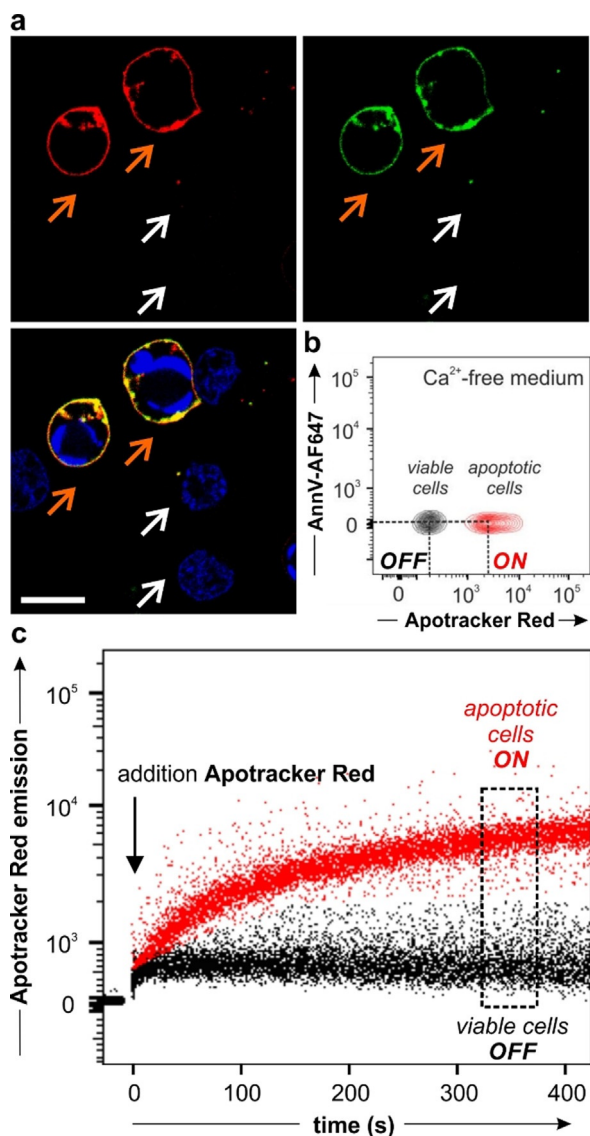 a
b
Ca²⁺-free medium
AnnV-AF647
10⁵
10⁴
10³
0
viable
cells
apoptotic
cells
OFF
ON
0
10³
10⁴
10⁵
Apotracker Red
c
Apotracker Red emission
10⁵
10⁴
10³
0
addition Apotracker Red
apoptotic
cells
ON
viable cells
OFF
0
100
200
300
400
time (s)